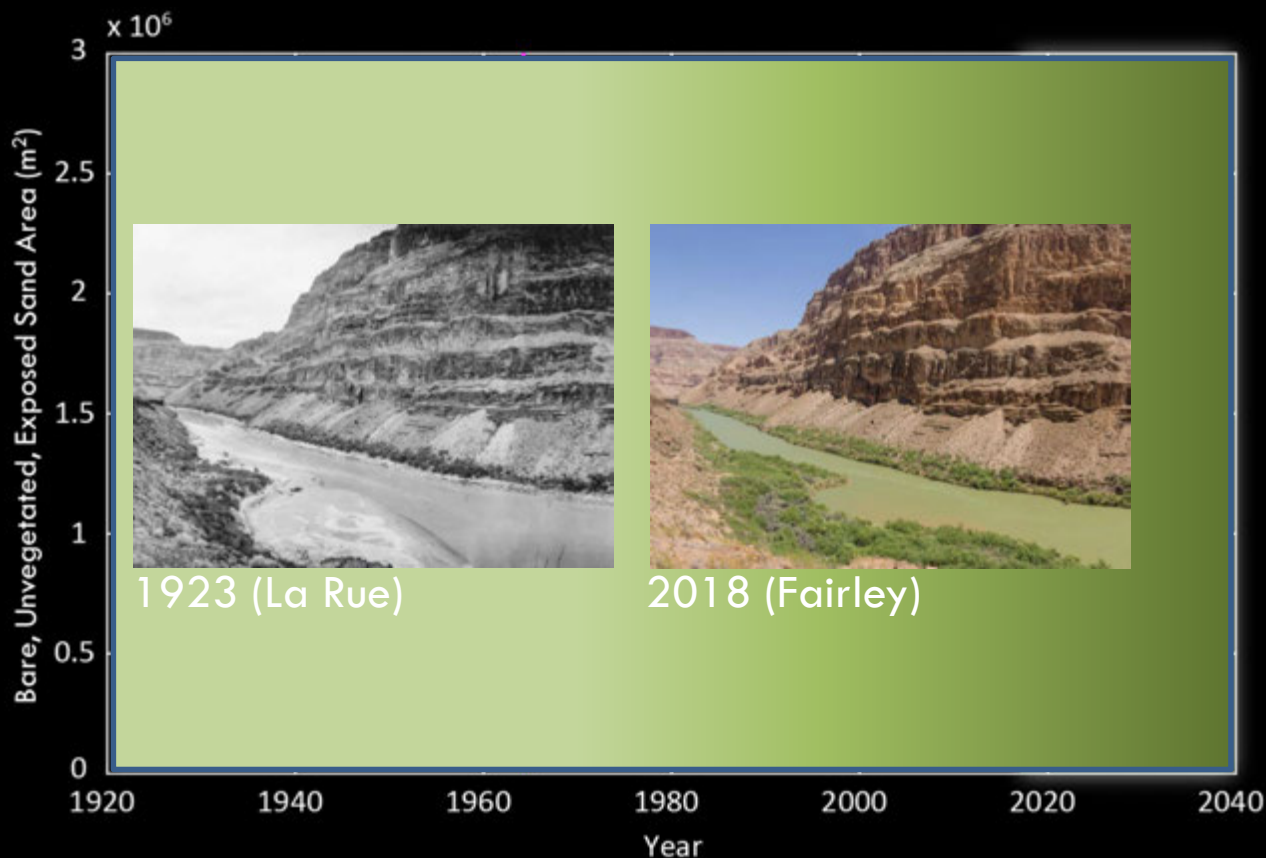 x 10⁶
3
2.5
2
1.5
1
0.5
0
Bare, Unvegetated, Exposed Sand Area (m²)
1923 (La Rue)
2018 (Fairley)
1920 1940 1960 1980 2000 2020 2040
Year